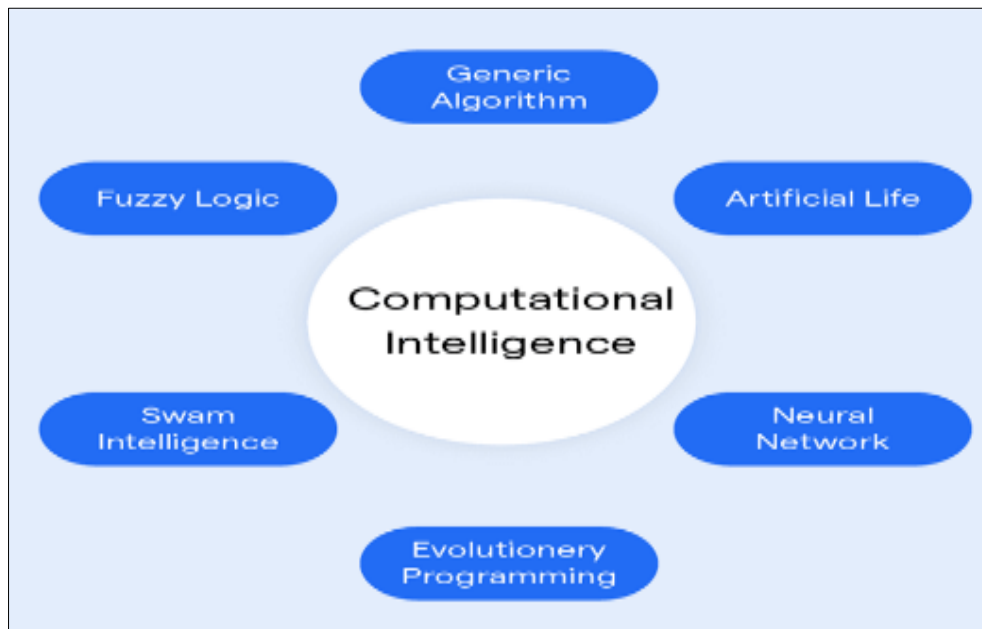 Generic
Algorithm
Fuzzy Logic
Artificial Life
Computational
Intelligence
Swam
Intelligence
Neural
Network
Evolutionery
Programming